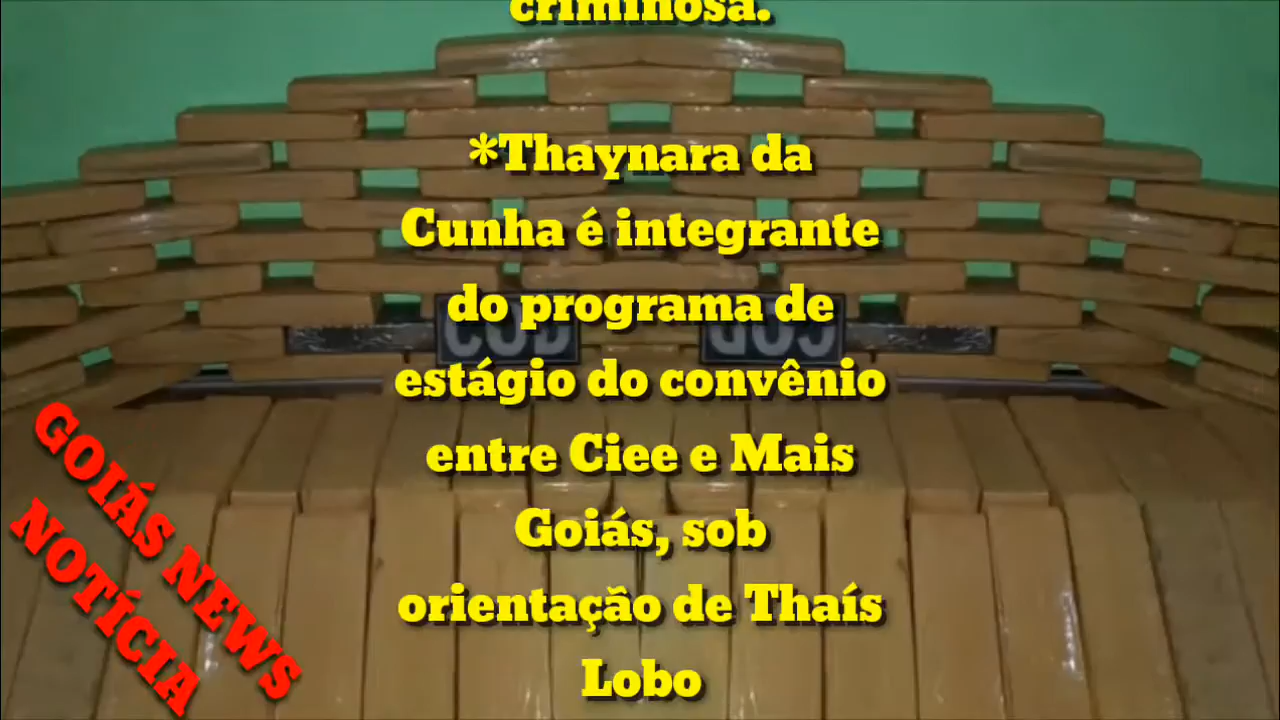 criminosa.
*Thaynara da
Cunha é integrante
do programa de
estágio do convênio
entre Ciee e Mais
Goiás, sob
orientação de Thaís
Lobo
GOIÁS NEWS
NOTÍCIA